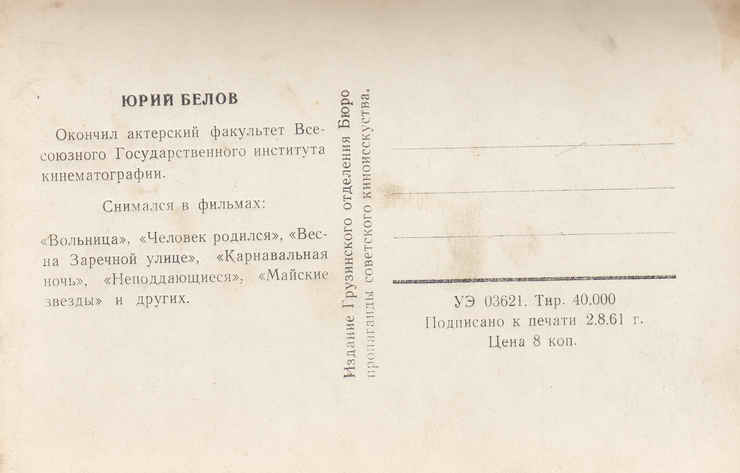 ЮРИЙ БЕЛОВ
Окончил актерский факультет Все-
союзного Государственного института
кинематографии.
Снимался в фильмах:
«Вольница», «Человек родился», «Вес-
на Заречной улице», «Карнавальная
ночь», «Неподдающиеся», «Майские
звезды» и других.
Издание Грузинского отделения Бюро
пропаганды советского киноисскуства.
УЭ 03621. Тир. 40.000
Подписано к печати 2.8.61 г.
Цена 8 коп.